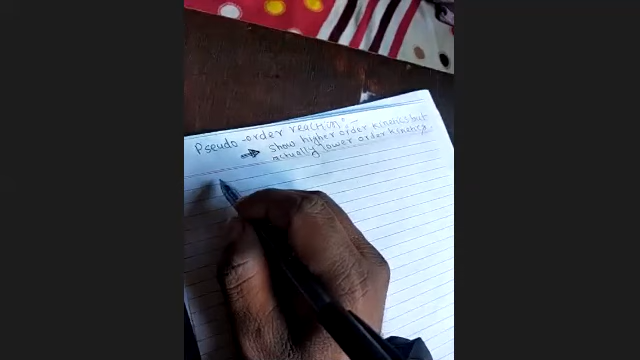 Pseudo-order reaction:-
→ Show higher order kinetics but
actually lower order kinetics.